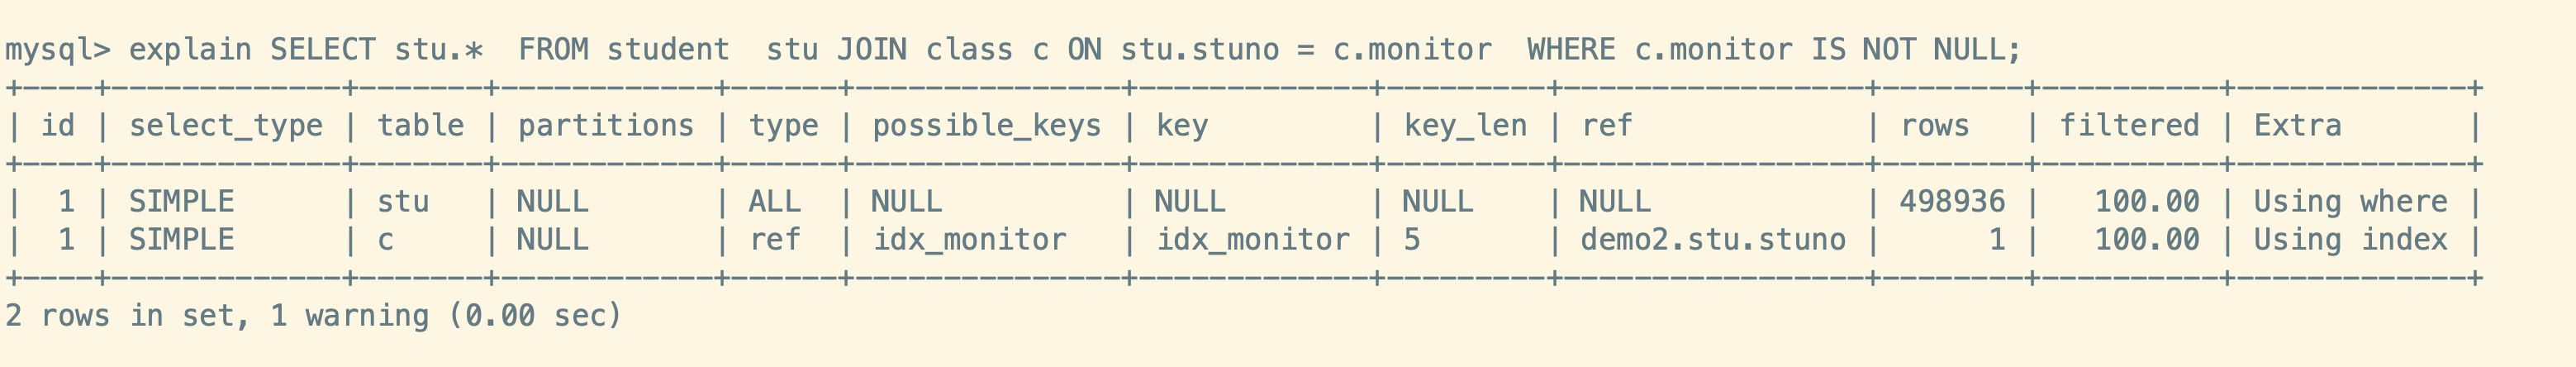 mysql> explain SELECT stu.*  FROM student  stu JOIN class c ON stu.stuno = c.monitor  WHERE c.monitor IS NOT NULL;
+----+-------------+-------+------------+------+---------------+-------------+---------+-----------------+--------+----------+-------------+
| id | select_type | table | partitions | type | possible_keys | key         | key_len | ref             | rows   | filtered | Extra       |
+----+-------------+-------+------------+------+---------------+-------------+---------+-----------------+--------+----------+-------------+
|  1 | SIMPLE      | stu   | NULL       | ALL  | NULL          | NULL        | NULL    | NULL            | 498936 |   100.00 | Using where |
|  1 | SIMPLE      | c     | NULL       | ref  | idx_monitor   | idx_monitor | 5       | demo2.stu.stuno |      1 |   100.00 | Using index |
+----+-------------+-------+------------+------+---------------+-------------+---------+-----------------+--------+----------+-------------+
2 rows in set, 1 warning (0.00 sec)